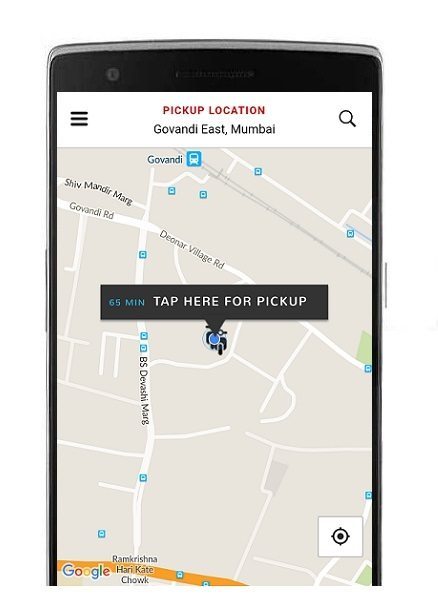 PICKUP LOCATION
Govandi East, Mumbai
Govandi
Shiv Mandir Marg
Govandi Rd
Deonar Village Rd
65 MIN TAP HERE FOR PICKUP
BS Devashi Marg
Ramkrishna
Hari Kate
Chowk
Google